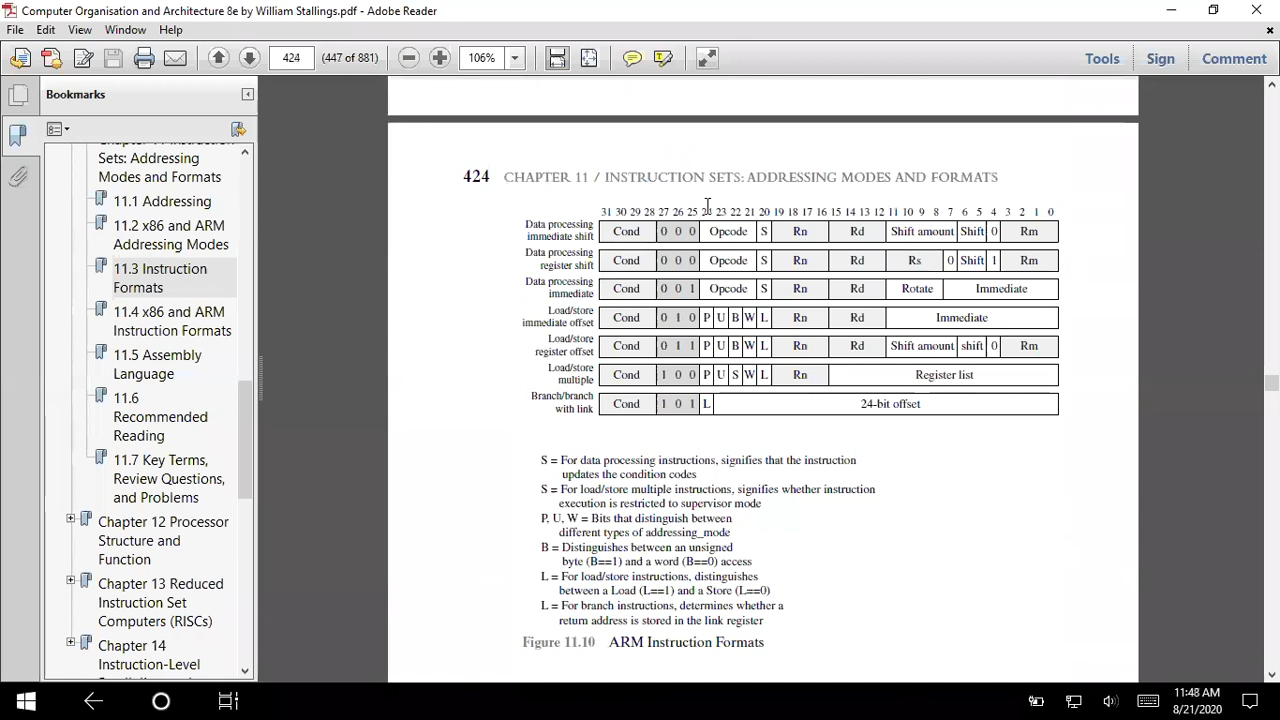 Computer Organisation and Architecture 8e by William Stallings.pdf - Adobe Reader
File Edit View Window Help
424 (447 of 881) 106% Tools Sign Comment
Bookmarks
Sets: Addressing
Modes and Formats
11.1 Addressing
11.2 x86 and ARM
Addressing Modes
11.3 Instruction
Formats
11.4 x86 and ARM
Instruction Formats
11.5 Assembly
Language
11.6
Recommended
Reading
11.7 Key Terms,
Review Questions,
and Problems
Chapter 12 Processor
Structure and
Function
Chapter 13 Reduced
Instruction Set
Computers (RISCs)
Chapter 14
Instruction-Level
424 CHAPTER 11 / INSTRUCTION SETS: ADDRESSING MODES AND FORMATS
31 30 29 28 27 26 25 24 23 22 21 20 19 18 17 16 15 14 13 12 11 10 9 8 7 6 5 4 3 2 1 0
Data processing
immediate shift
Cond 0 0 0 Opcode S Rn Rd Shift amount Shift 0 Rm
Data processing
register shift
Cond 0 0 0 Opcode S Rn Rd Rs 0 Shift 1 Rm
Data processing
immediate
Cond 0 0 1 Opcode S Rn Rd Rotate Immediate
Load/store
immediate offset
Cond 0 1 0 P U B W L Rn Rd Immediate
Load/store
register offset
Cond 0 1 1 P U B W L Rn Rd Shift amount shift 0 Rm
Load/store
multiple
Cond 1 0 0 P U S W L Rn Register list
Branch/branch
with link
Cond 1 0 1 L 24-bit offset
S = For data processing instructions, signifies that the instruction
updates the condition codes
S = For load/store multiple instructions, signifies whether instruction
execution is restricted to supervisor mode
P, U, W = Bits that distinguish between
different types of addressing_mode
B = Distinguishes between an unsigned
byte (B==1) and a word (B==0) access
L = For load/store instructions, distinguishes
between a Load (L==1) and a Store (L==0)
L = For branch instructions, determines whether a
return address is stored in the link register
Figure 11.10 ARM Instruction Formats
11:48 AM
8/21/2020